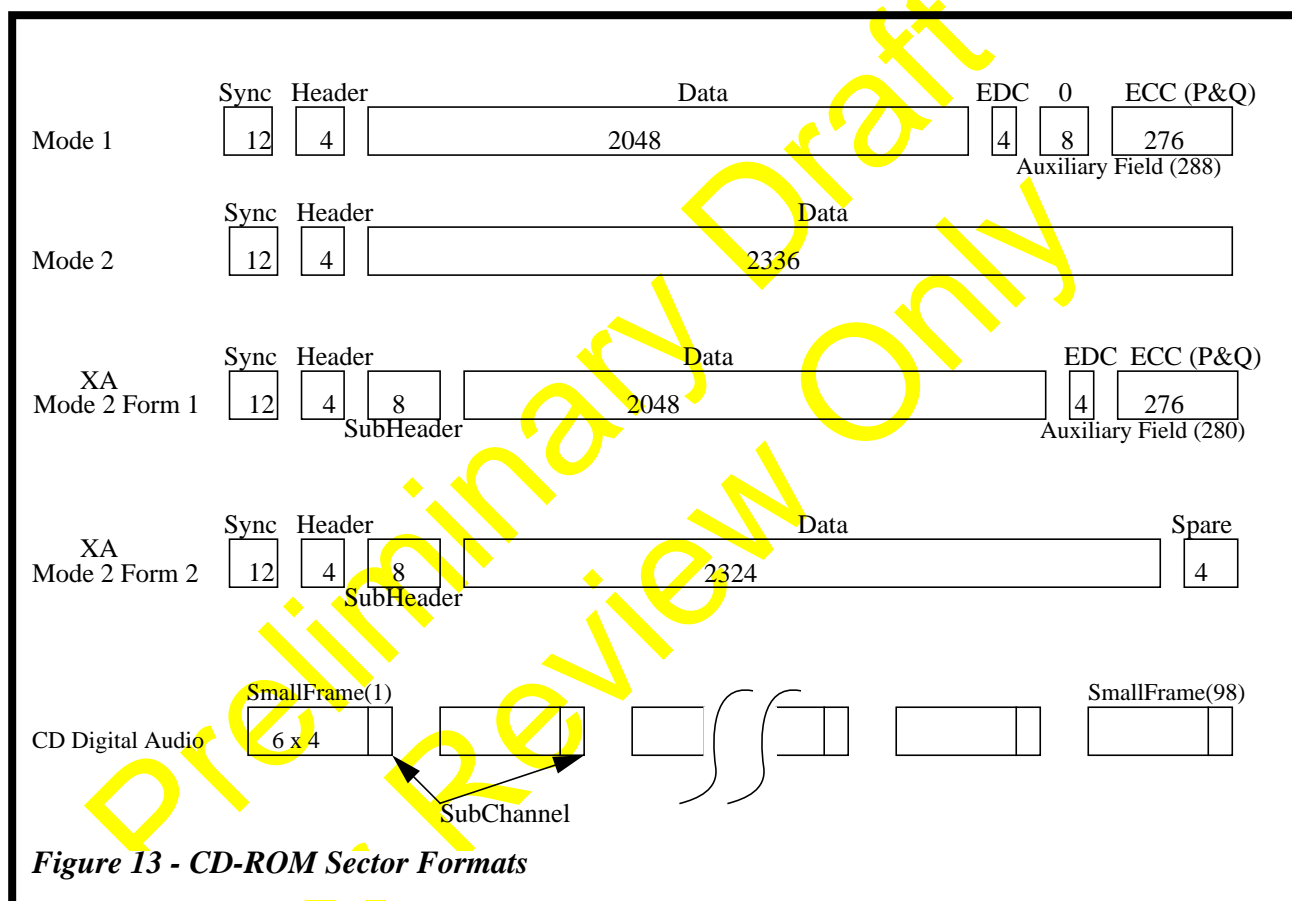 Sync Header Data EDC 0 ECC (P&Q)
Mode 1 12 4 2048 4 8 276
Auxiliary Field (288)
Sync Header Data
Mode 2 12 4 2336
Sync Header Data EDC ECC (P&Q)
XA
Mode 2 Form 1 12 4 8 2048 4 276
SubHeader Auxiliary Field (280)
Sync Header Data Spare
XA
Mode 2 Form 2 12 4 8 2324 4
SubHeader
SmallFrame(1) SmallFrame(98)
CD Digital Audio 6 x 4
SubChannel
Figure 13 - CD-ROM Sector Formats
Preliminary Draft
Review Only